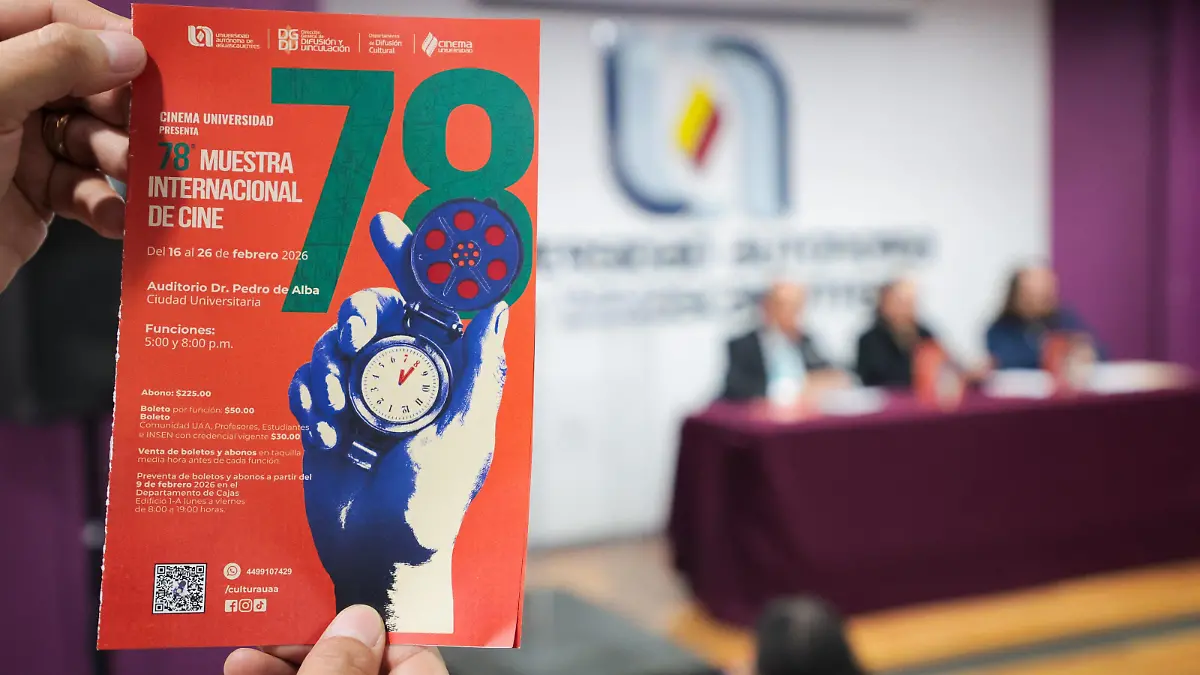 UNIVERSIDAD
AUTÓNOMA DE
AGUASCALIENTES
DG
DU
Dirección
General de
DIFUSIÓN Y
VINCULACIÓN
Departamento
de Difusión
Cultural
CINEMA
UNIVERSIDAD
78
CINEMA UNIVERSIDAD
PRESENTA
78° MUESTRA
INTERNACIONAL
DE CINE
Del 16 al 26 de febrero 2026
Auditorio Dr. Pedro de Alba
Ciudad Universitaria
Funciones:
5:00 y 8:00 p.m.
Abono: $225.00
Boleto por función: $50.00
Boleto
Comunidad UAA, Profesores, Estudiantes
e INSEN con credencial vigente $30.00
Venta de boletos y abonos en taquilla
media hora antes de cada función.
Preventa de boletos y abonos a partir del
9 de febrero 2026 en el
Departamento de Cajas
Edificio 1-A lunes a viernes
de 8:00 a 19:00 horas.
4499107429
/culturauaa